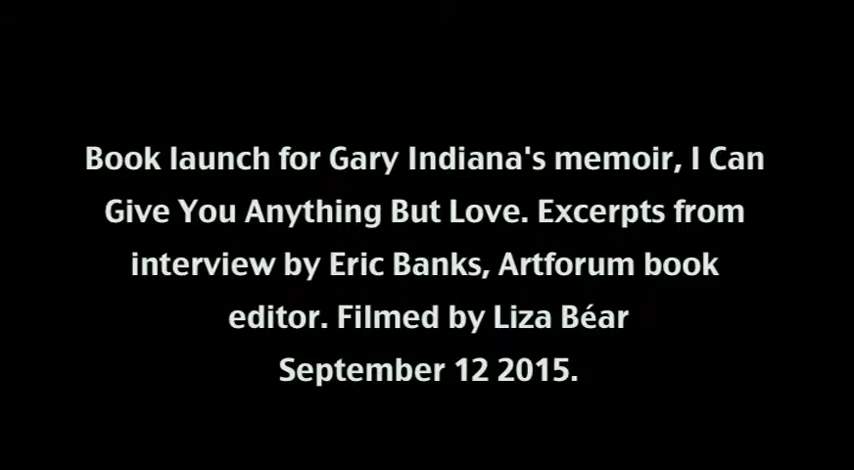 Book launch for Gary Indiana's memoir, I Can
Give You Anything But Love. Excerpts from
interview by Eric Banks, Artforum book
editor. Filmed by Liza Béar
September 12 2015.